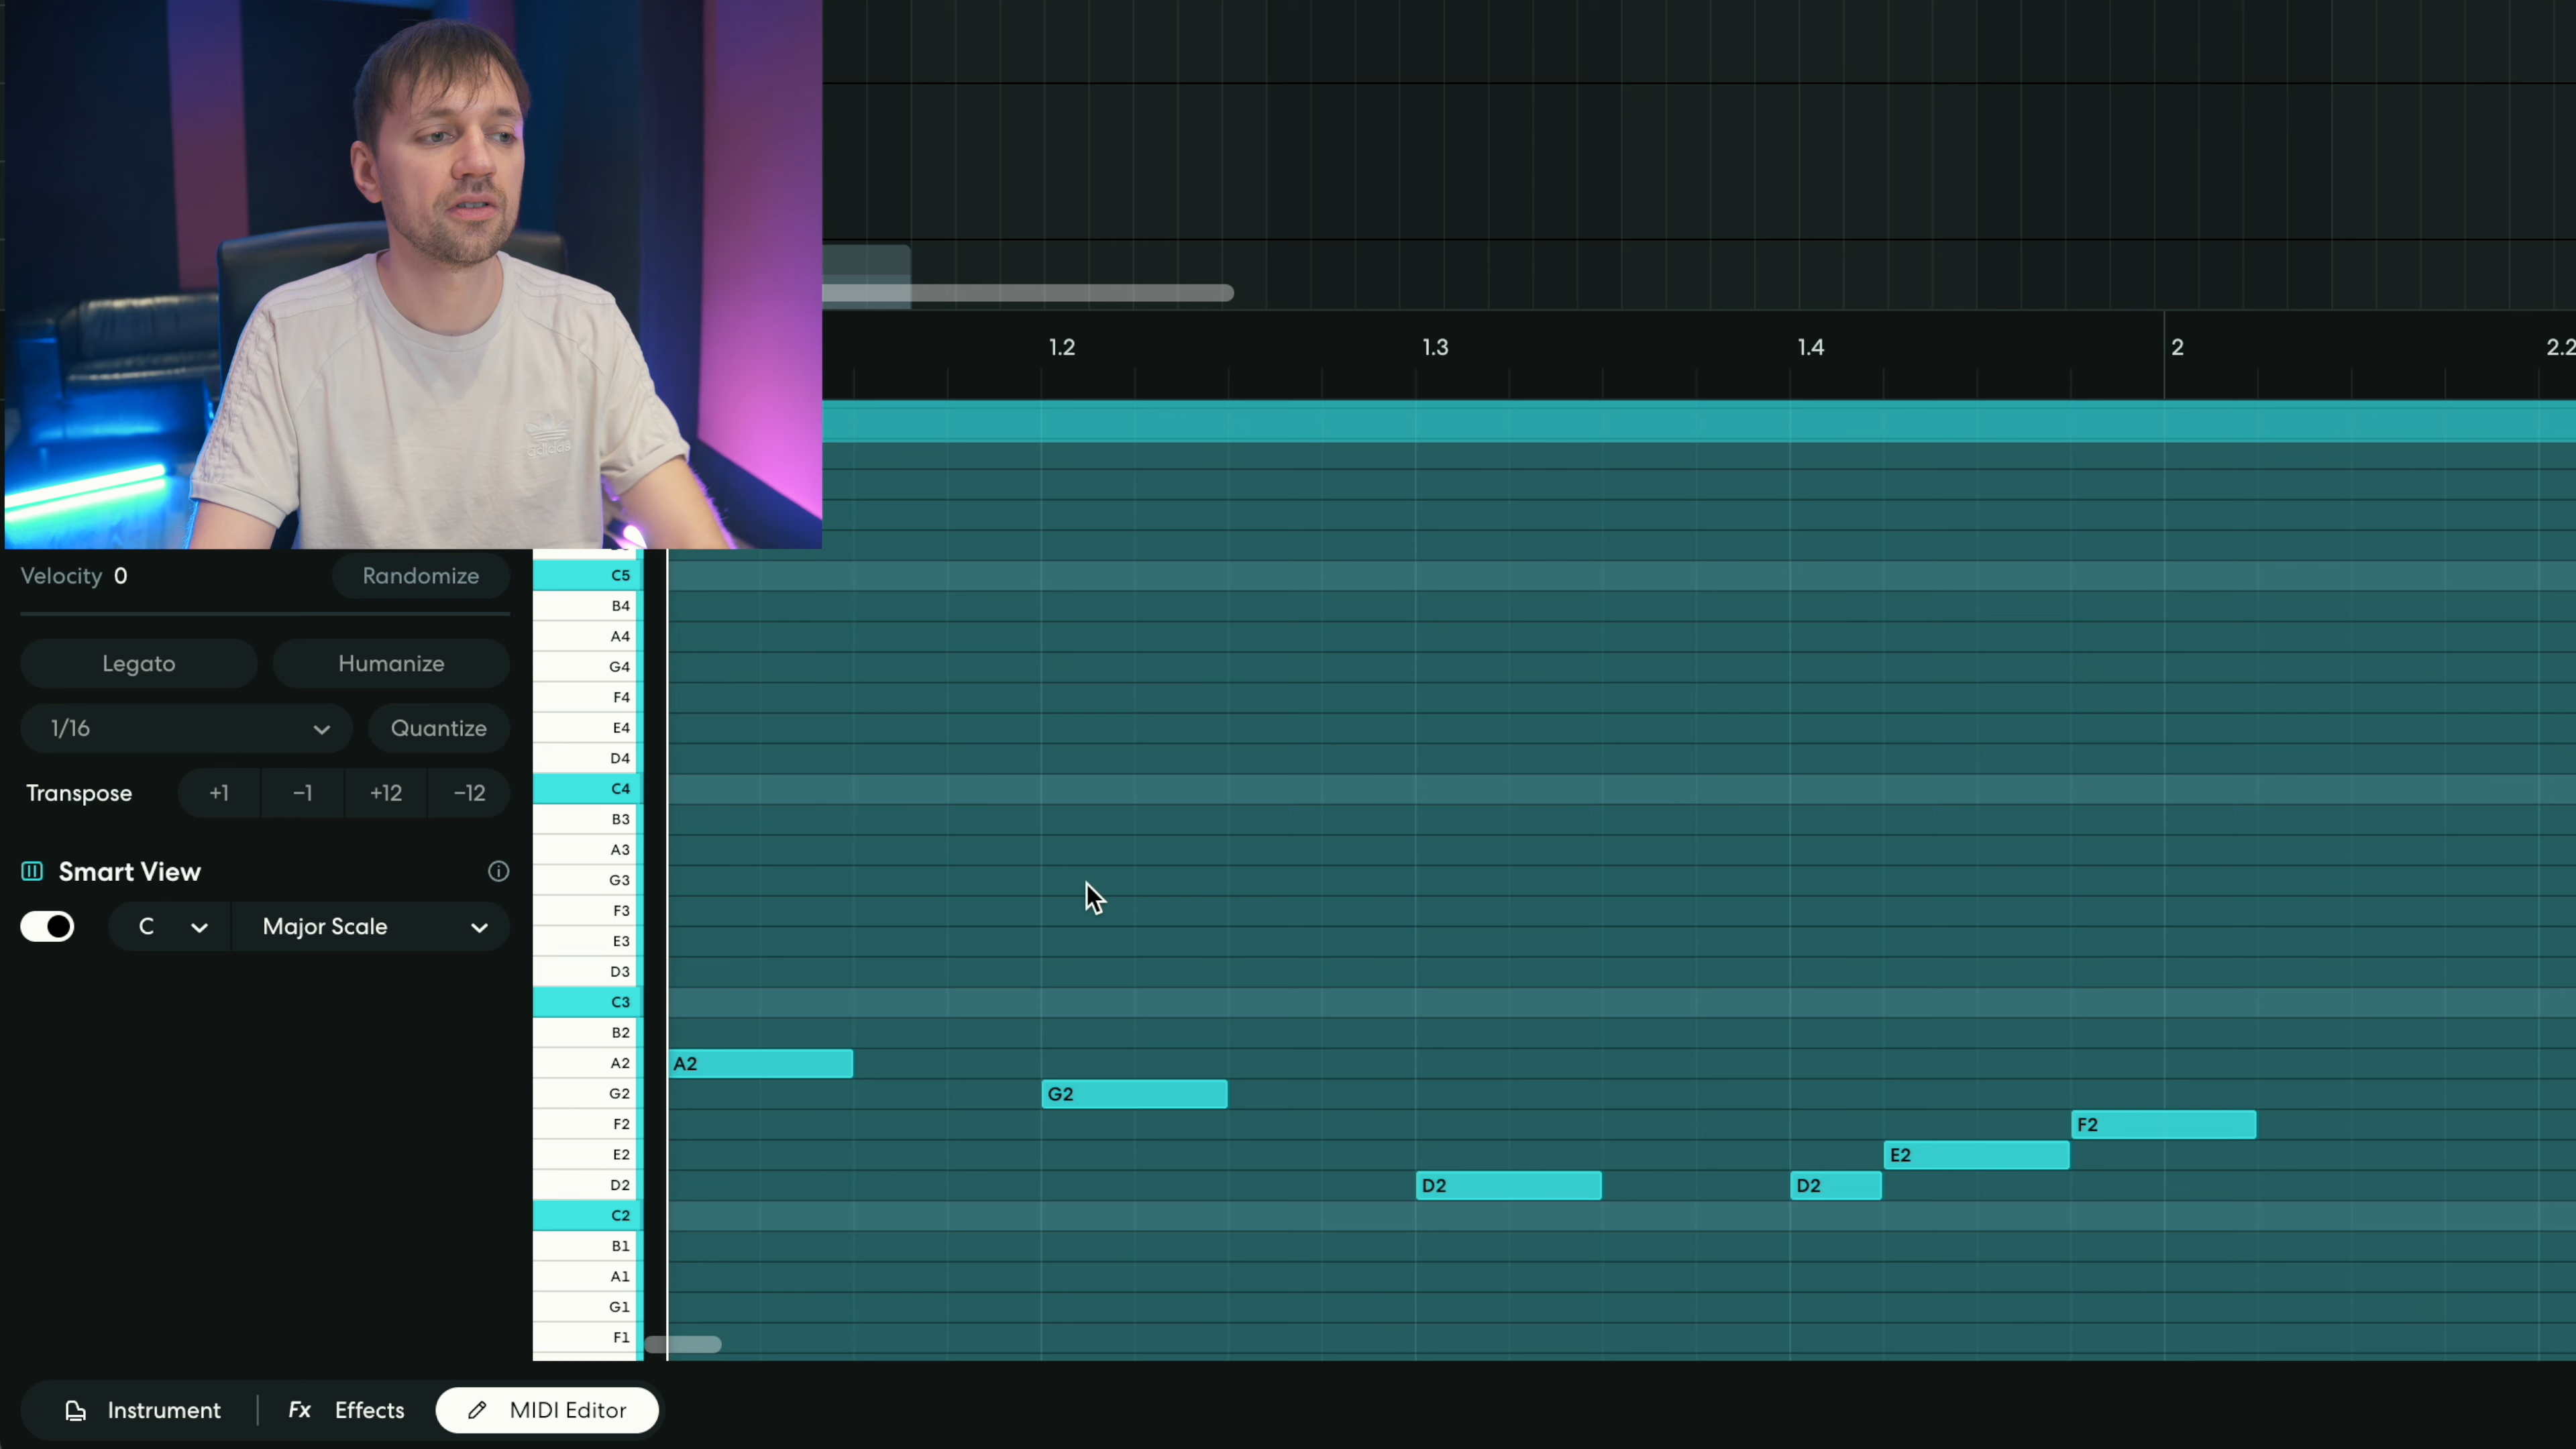 adidas
1.2 1.3 1.4 2 2.2
Velocity 0 Randomize
Legato Humanize
1/16 Quantize
Transpose +1 −1 +12 −12
Smart View
C Major Scale
C5
B4
A4
G4
F4
E4
D4
C4
B3
A3
G3
F3
E3
D3
C3
B2
A2 A2
G2 G2
F2 F2
E2 E2
D2 D2 D2
C2
B1
A1
G1
F1
Instrument Fx Effects MIDI Editor